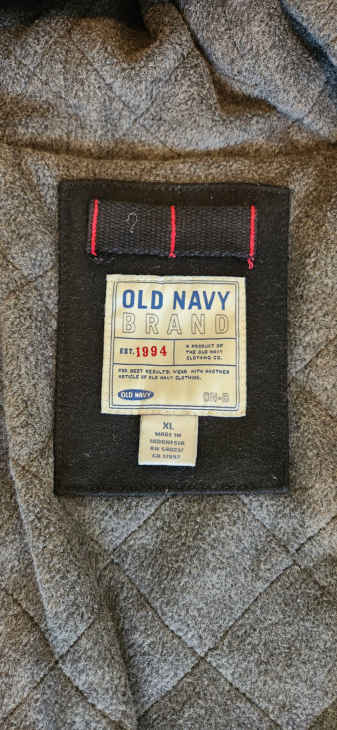 OLD NAVY
BRAND
EST. 1994
A PRODUCT OF
THE OLD NAVY
CLOTHING CO.
FOR BEST RESULTS, WEAR WITH ANOTHER
ARTICLE OF OLD NAVY CLOTHING.
OLD NAVY
ON-B
XL
MADE IN
INDONESIA